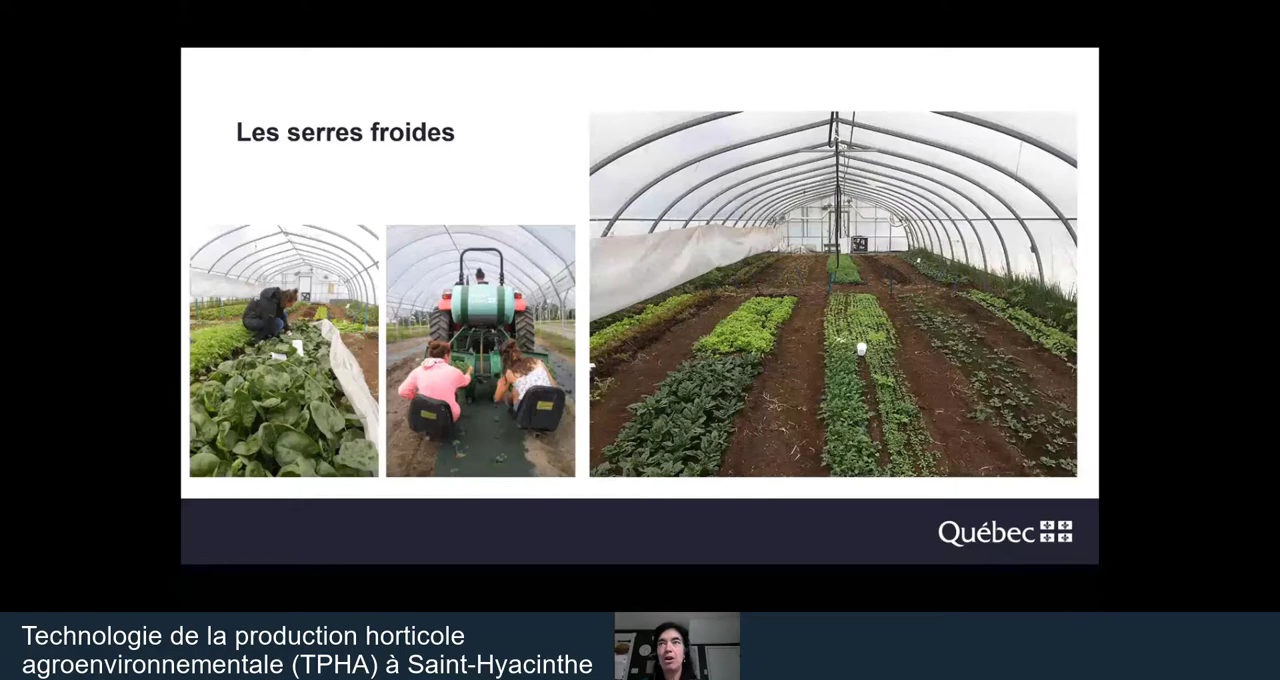 Les serres froides
Québec
Technologie de la production horticole
agroenvironnementale (TPHA) à Saint-Hyacinthe